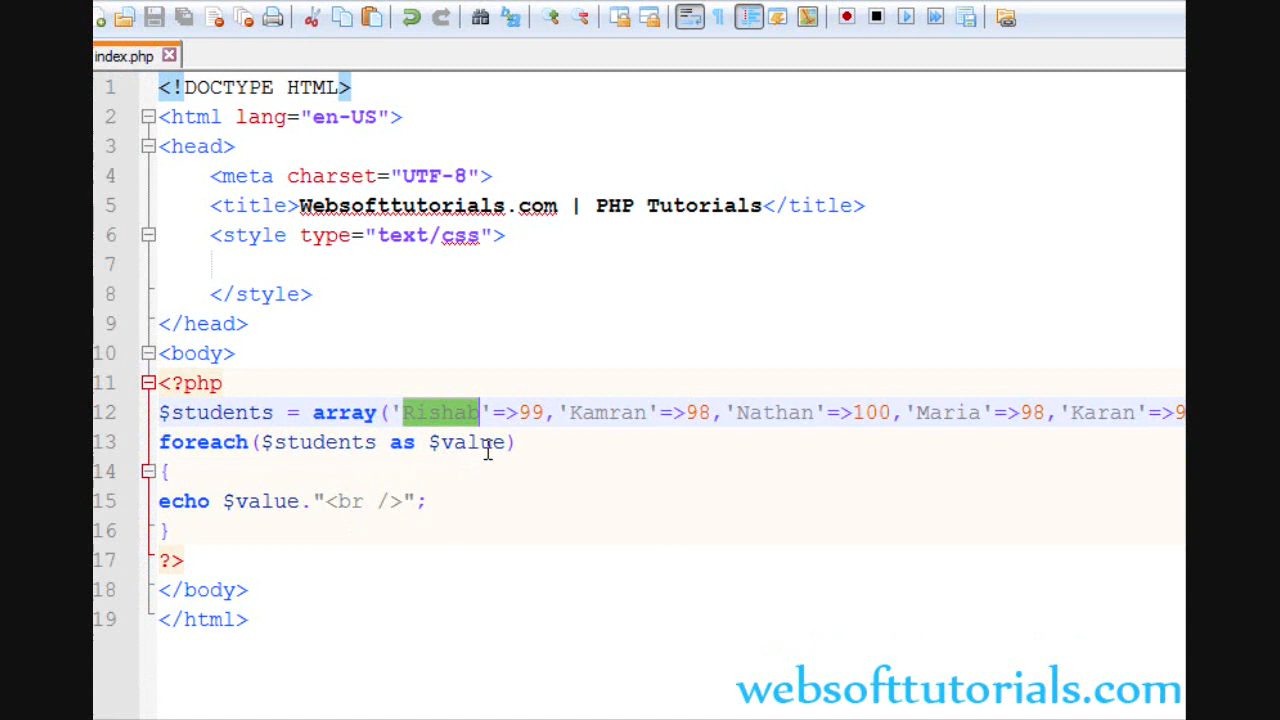 index.php
1 <!DOCTYPE HTML>
2 <html lang="en-US">
3 <head>
4 <meta charset="UTF-8">
5 <title>Websofttutorials.com | PHP Tutorials</title>
6 <style type="text/css">
7
8 </style>
9 </head>
10 <body>
11 <?php
12 $students = array('Rishab'=>99,'Kamran'=>98,'Nathan'=>100,'Maria'=>98,'Karan'=>9
13 foreach($students as $value)
14 {
15 echo $value."<br />";
16 }
17 ?>
18 </body>
19 </html>
websofttutorials.com